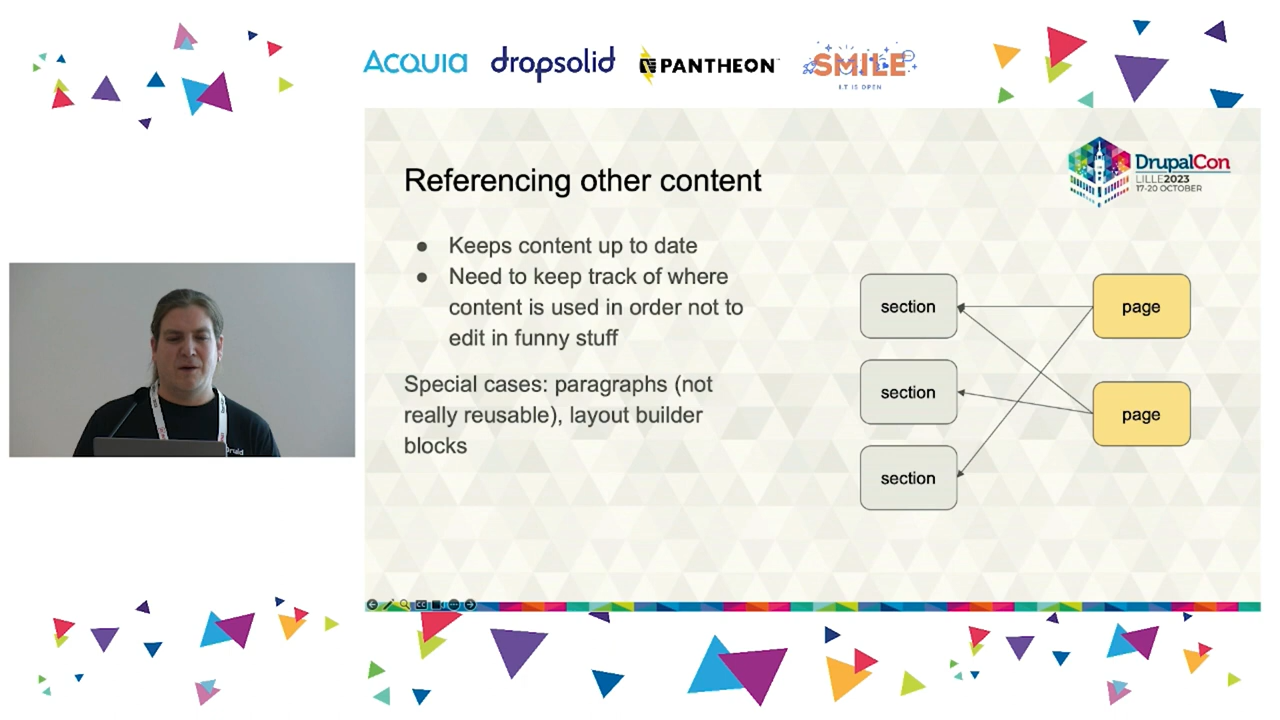 ACQUIA dropsolid PANTHEON SMILE
I.T IS OPEN
DrupalCon
LILLE2023
17-20 OCTOBER
Referencing other content
● Keeps content up to date
● Need to keep track of where
content is used in order not to
edit in funny stuff
Special cases: paragraphs (not
really reusable), layout builder
blocks
section
page
section
page
section
Druid